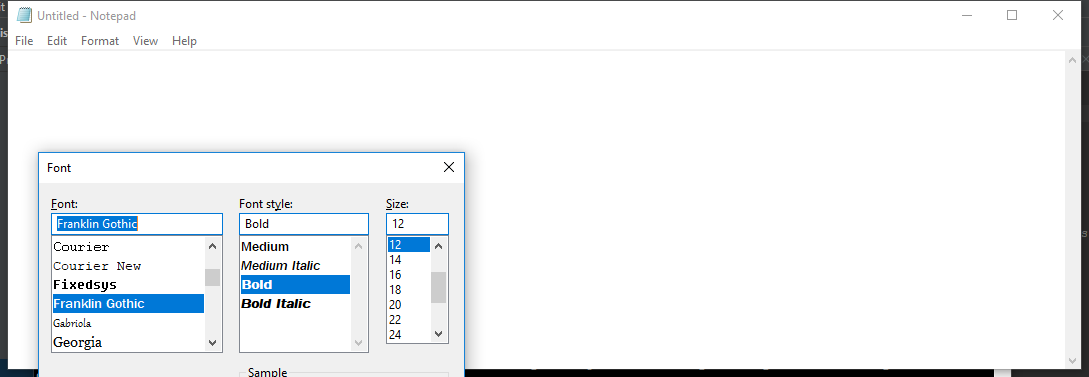 Untitled - Notepad
File Edit Format View Help
Font
Font: Font style: Size:
Franklin Gothic Bold 12
Courier Medium 12
Courier New Medium Italic 14
Fixedsys Bold 16
Franklin Gothic Bold Italic 18
Gabriola 20
Georgia 22
24
Sample